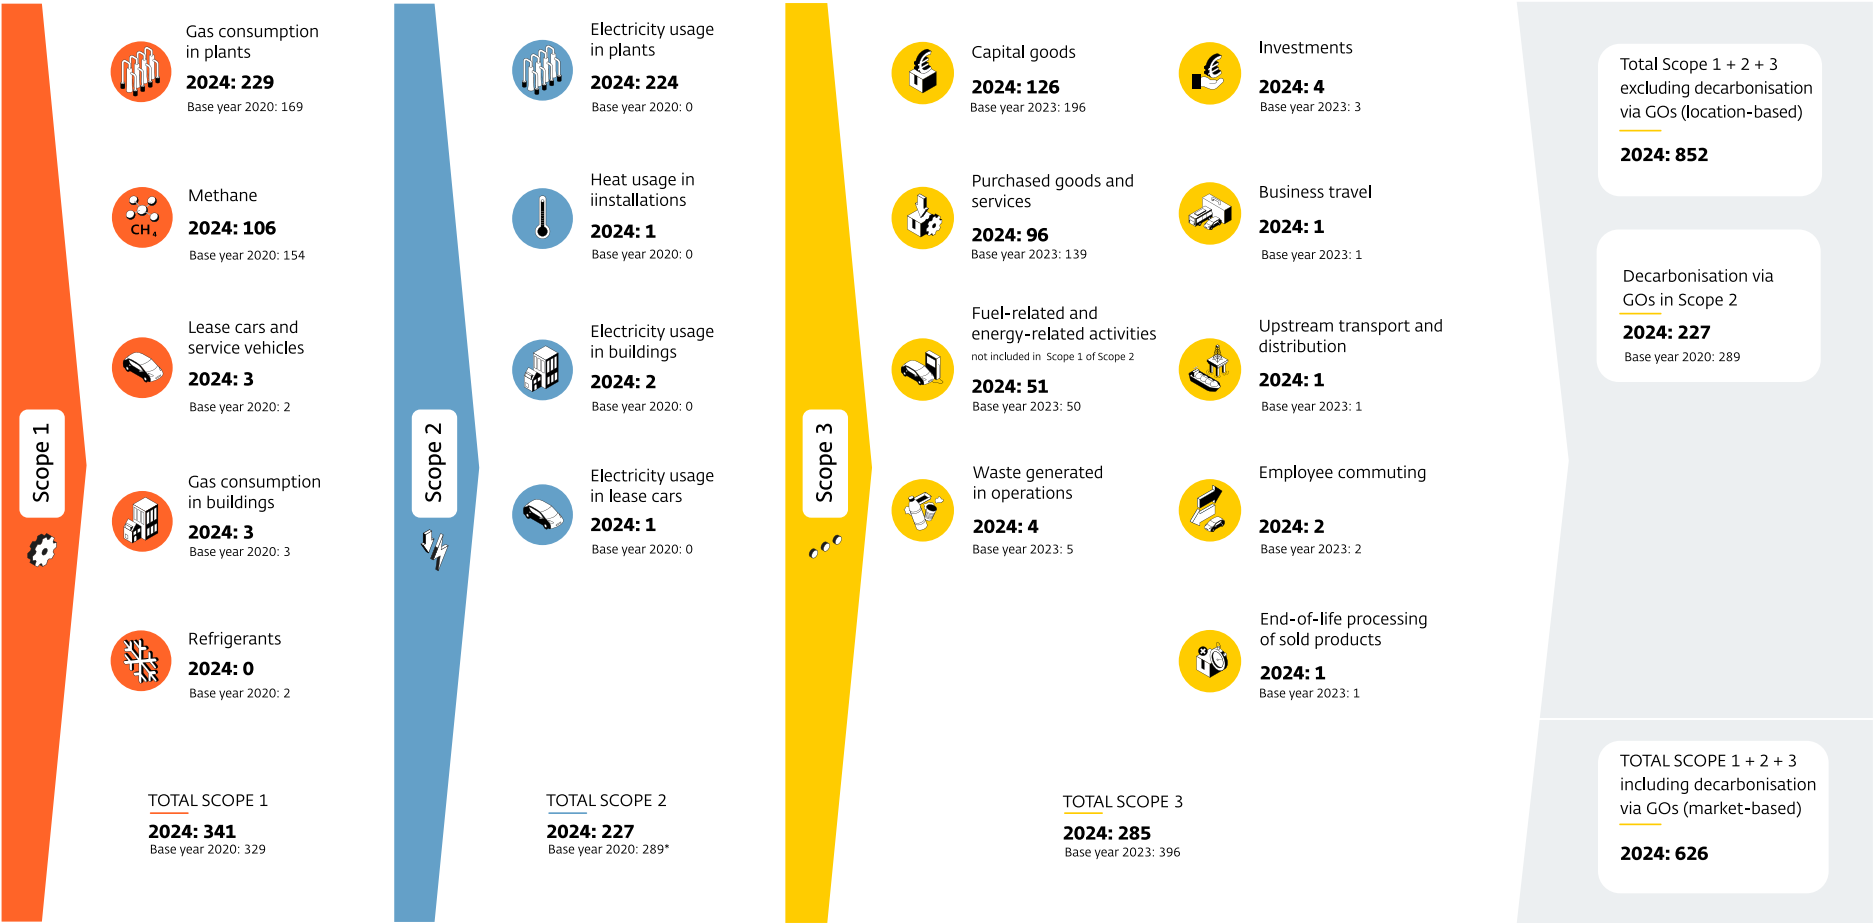 Scope 1
Gas consumption
in plants
2024: 229
Base year 2020: 169
CH4
Methane
2024: 106
Base year 2020: 154
Lease cars and
service vehicles
2024: 3
Base year 2020: 2
Gas consumption
in buildings
2024: 3
Base year 2020: 3
Refrigerants
2024: 0
Base year 2020: 2
TOTAL SCOPE 1
2024: 341
Base year 2020: 329
Scope 2
Electricity usage
in plants
2024: 224
Base year 2020: 0
Heat usage in
iinstallations
2024: 1
Base year 2020: 0
Electricity usage
in buildings
2024: 2
Base year 2020: 0
Electricity usage
in lease cars
2024: 1
Base year 2020: 0
TOTAL SCOPE 2
2024: 227
Base year 2020: 289*
Scope 3
Capital goods
2024: 126
Base year 2023: 196
Purchased goods and
services
2024: 96
Base year 2023: 139
Fuel-related and
energy-related activities
not included in Scope 1 of Scope 2
2024: 51
Base year 2023: 50
Waste generated
in operations
2024: 4
Base year 2023: 5
Investments
2024: 4
Base year 2023: 3
Business travel
2024: 1
Base year 2023: 1
Upstream transport and
distribution
2024: 1
Base year 2023: 1
Employee commuting
2024: 2
Base year 2023: 2
End-of-life processing
of sold products
2024: 1
Base year 2023: 1
TOTAL SCOPE 3
2024: 285
Base year 2023: 396
Total Scope 1 + 2 + 3
excluding decarbonisation
via GOs (location-based)
2024: 852
Decarbonisation via
GOs in Scope 2
2024: 227
Base year 2020: 289
TOTAL SCOPE 1 + 2 + 3
including decarbonisation
via GOs (market-based)
2024: 626